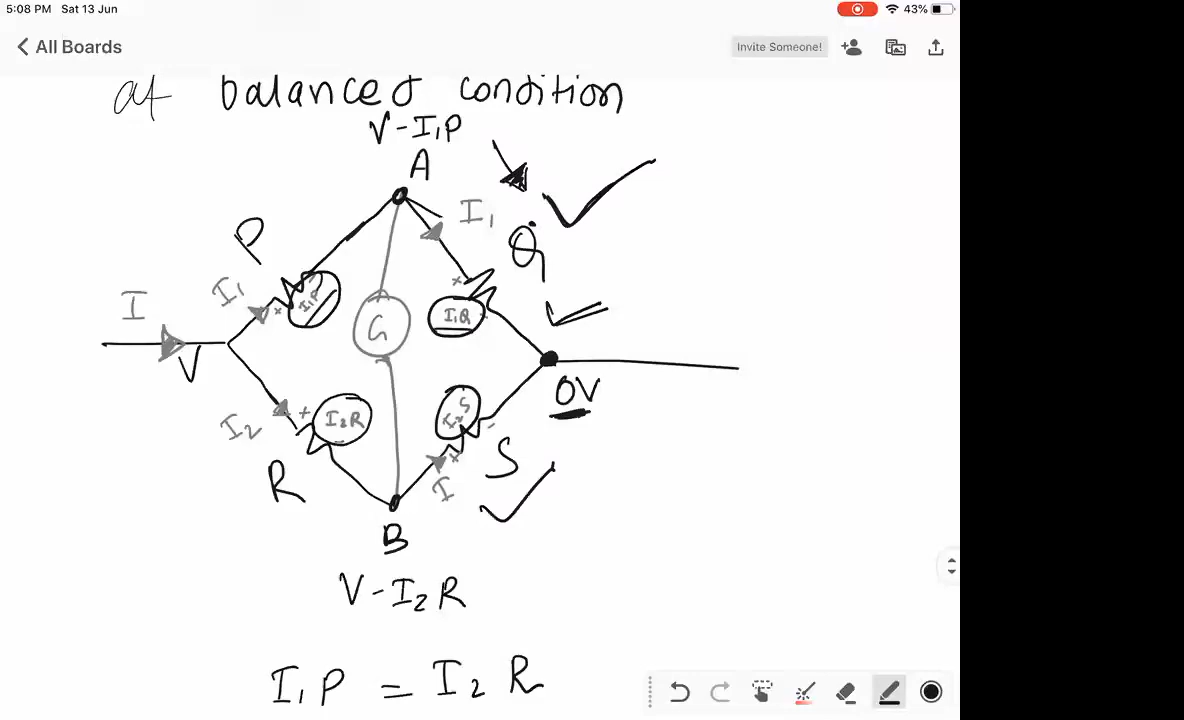 5:08 PM Sat 13 Jun
43%
All Boards
Invite Someone!
at balanced condition
V-I₁P
A
I₁
P
Q
I₁
I₁P
I
G
I₁Q
V
0V
I₂
+
I₂R
I₂S
R
S
I
B
V-I₂R
I₁P = I₂R